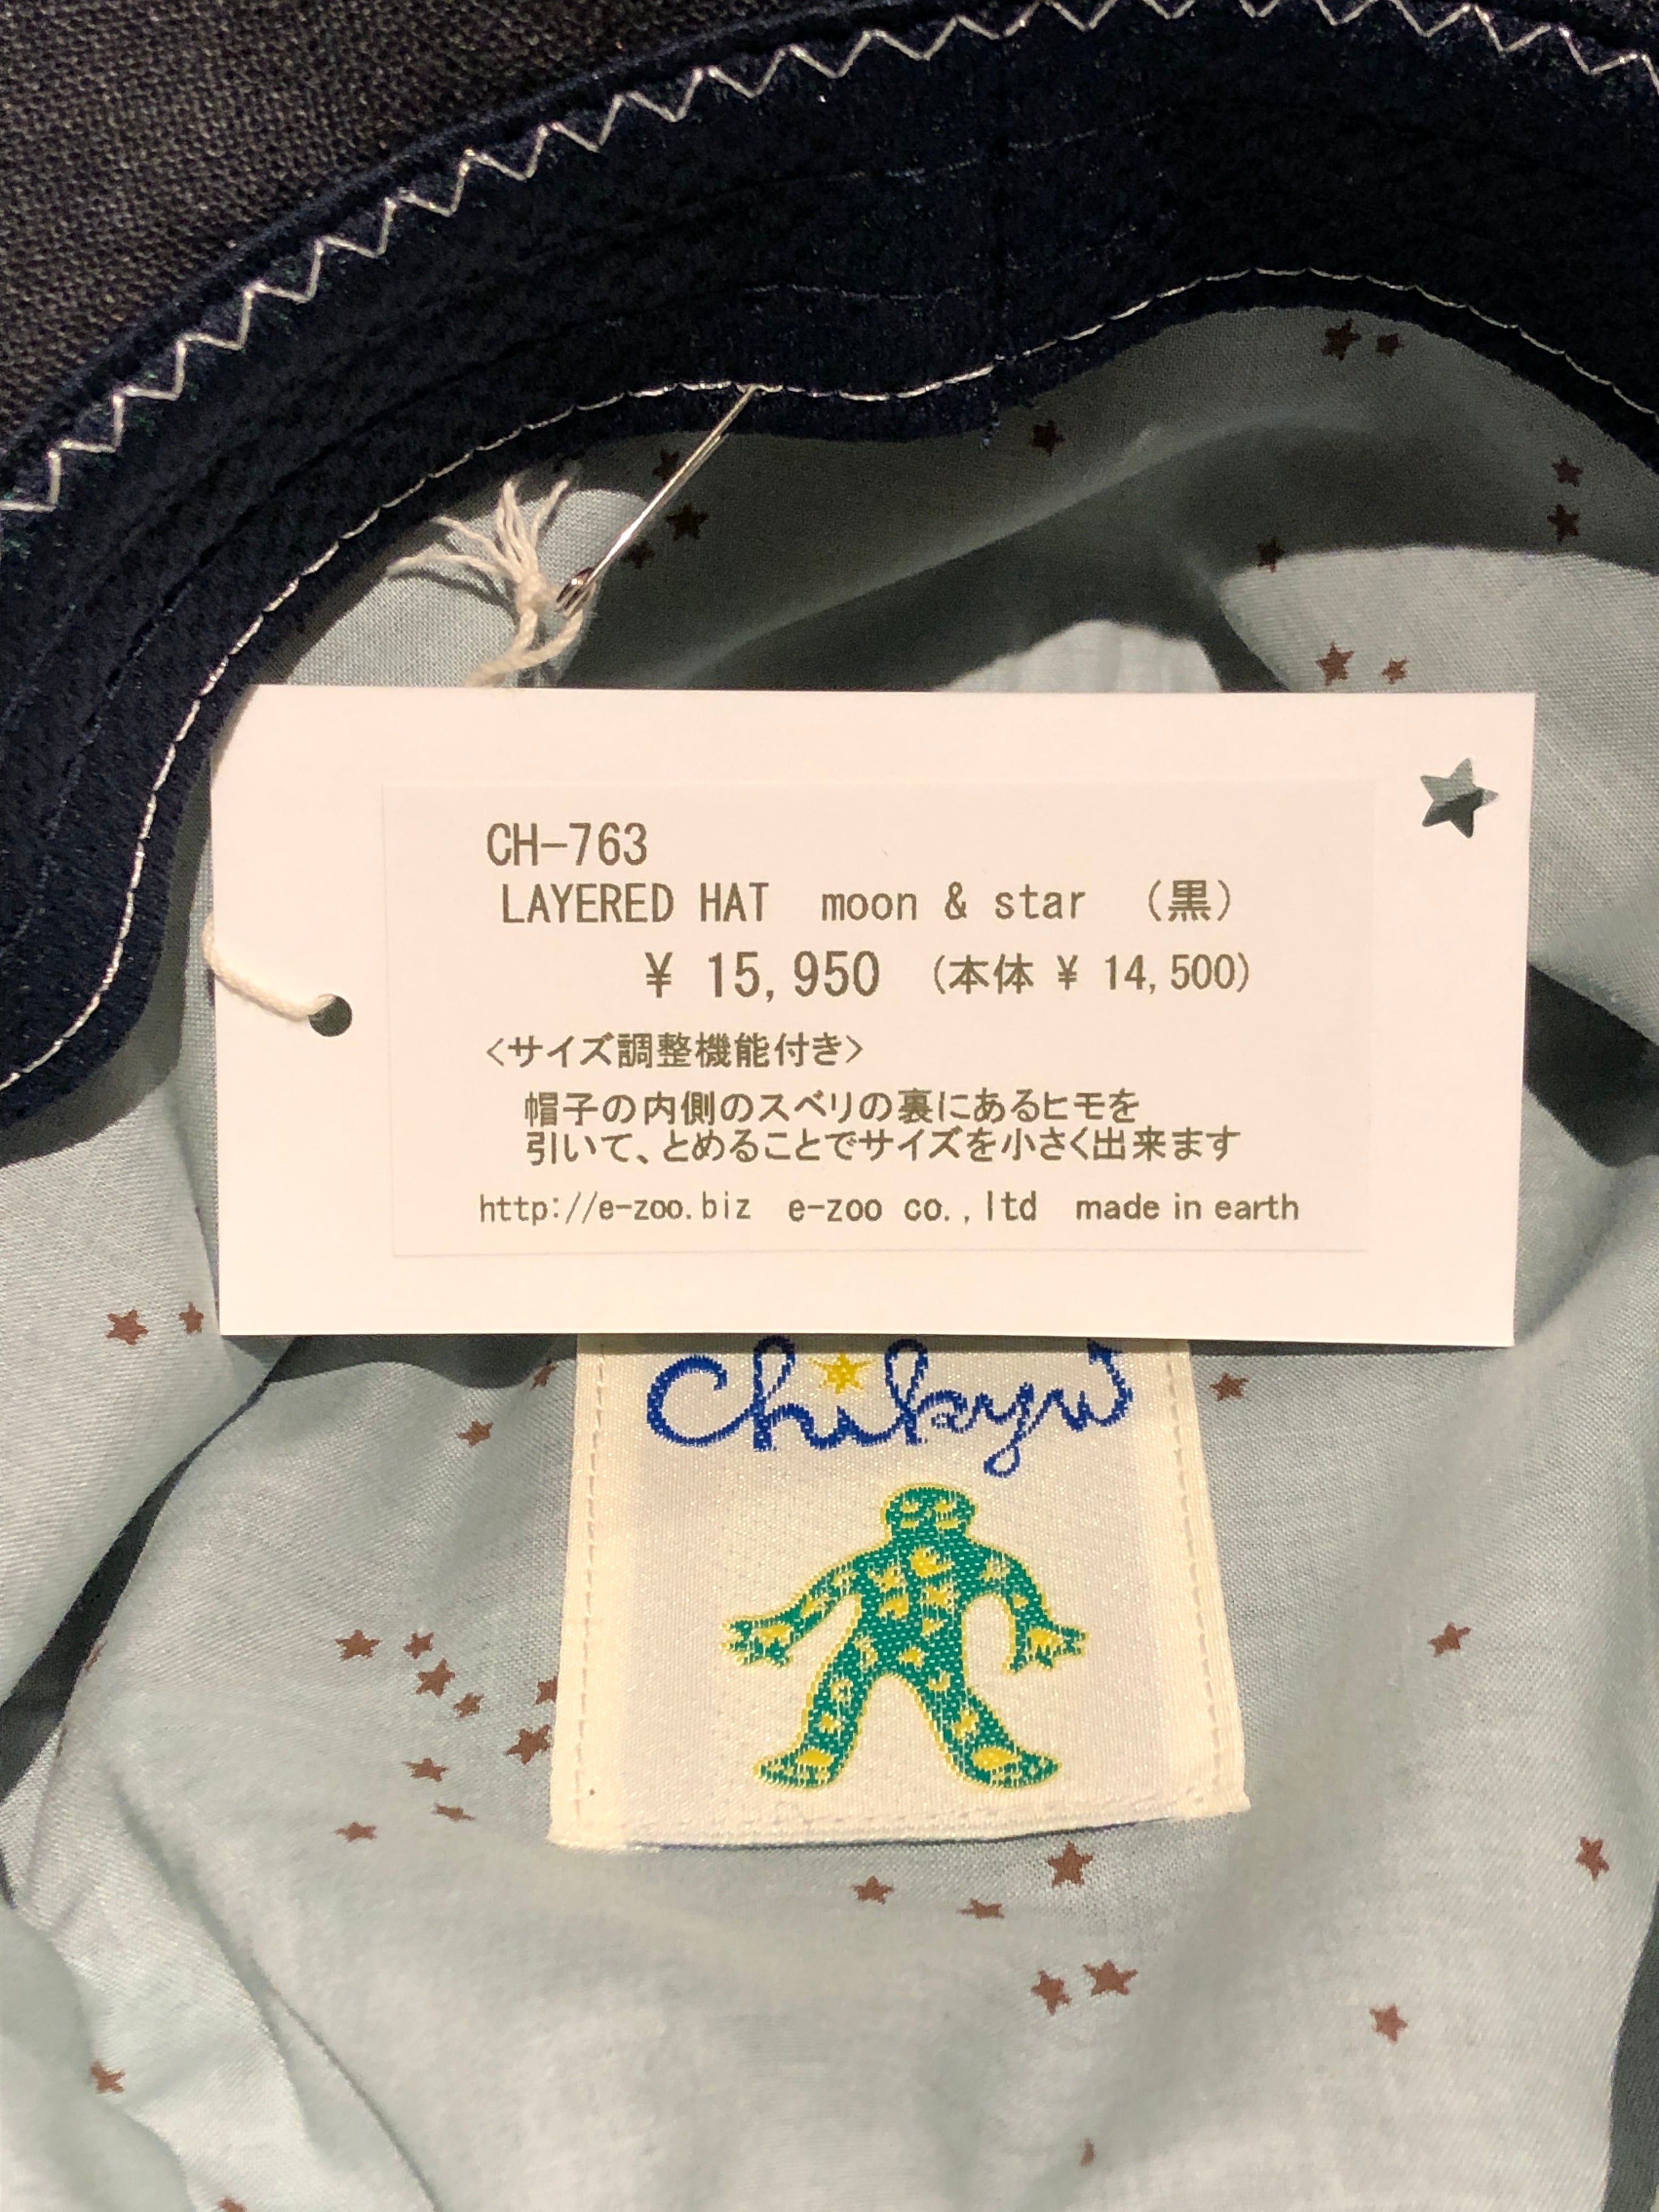 CH-763
LAYERED HAT moon & star （黒）
¥ 15,950 (本体 ¥ 14,500)
<サイズ調整機能付き>
帽子の内側のスベリの裏にあるヒモを
引いて、とめることでサイズを小さく出来ます
http://e-zoo.biz e-zoo co.,ltd made in earth
Chikyu